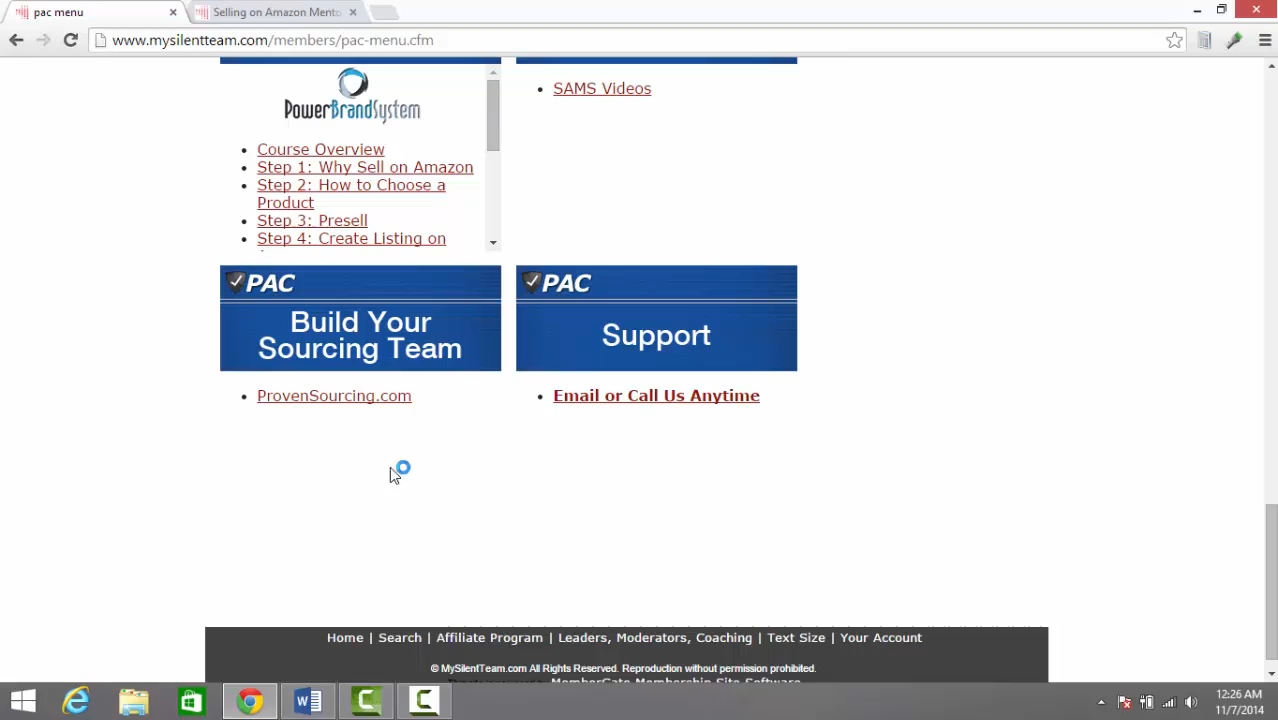 pac menu
Selling on Amazon Mento
www.mysilentteam.com/members/pac-menu.cfm
PowerBrandSystem
Course Overview
Step 1: Why Sell on Amazon
Step 2: How to Choose a
Product
Step 3: Presell
Step 4: Create Listing on
SAMS Videos
PAC
Build Your
Sourcing Team
ProvenSourcing.com
PAC
Support
Email or Call Us Anytime
Home | Search | Affiliate Program | Leaders, Moderators, Coaching | Text Size | Your Account
© MySilentTeam.com All Rights Reserved. Reproduction without permission prohibited.
MemberGate Membership Site Software
12:26 AM
11/7/2014